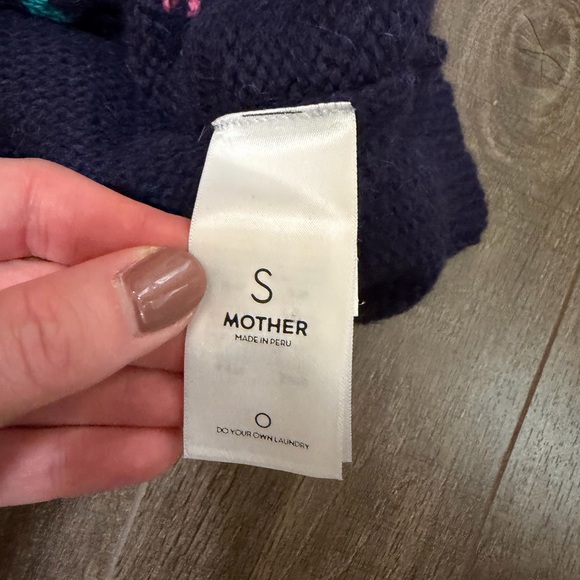 S
MOTHER
MADE IN PERU
DO YOUR OWN LAUNDRY